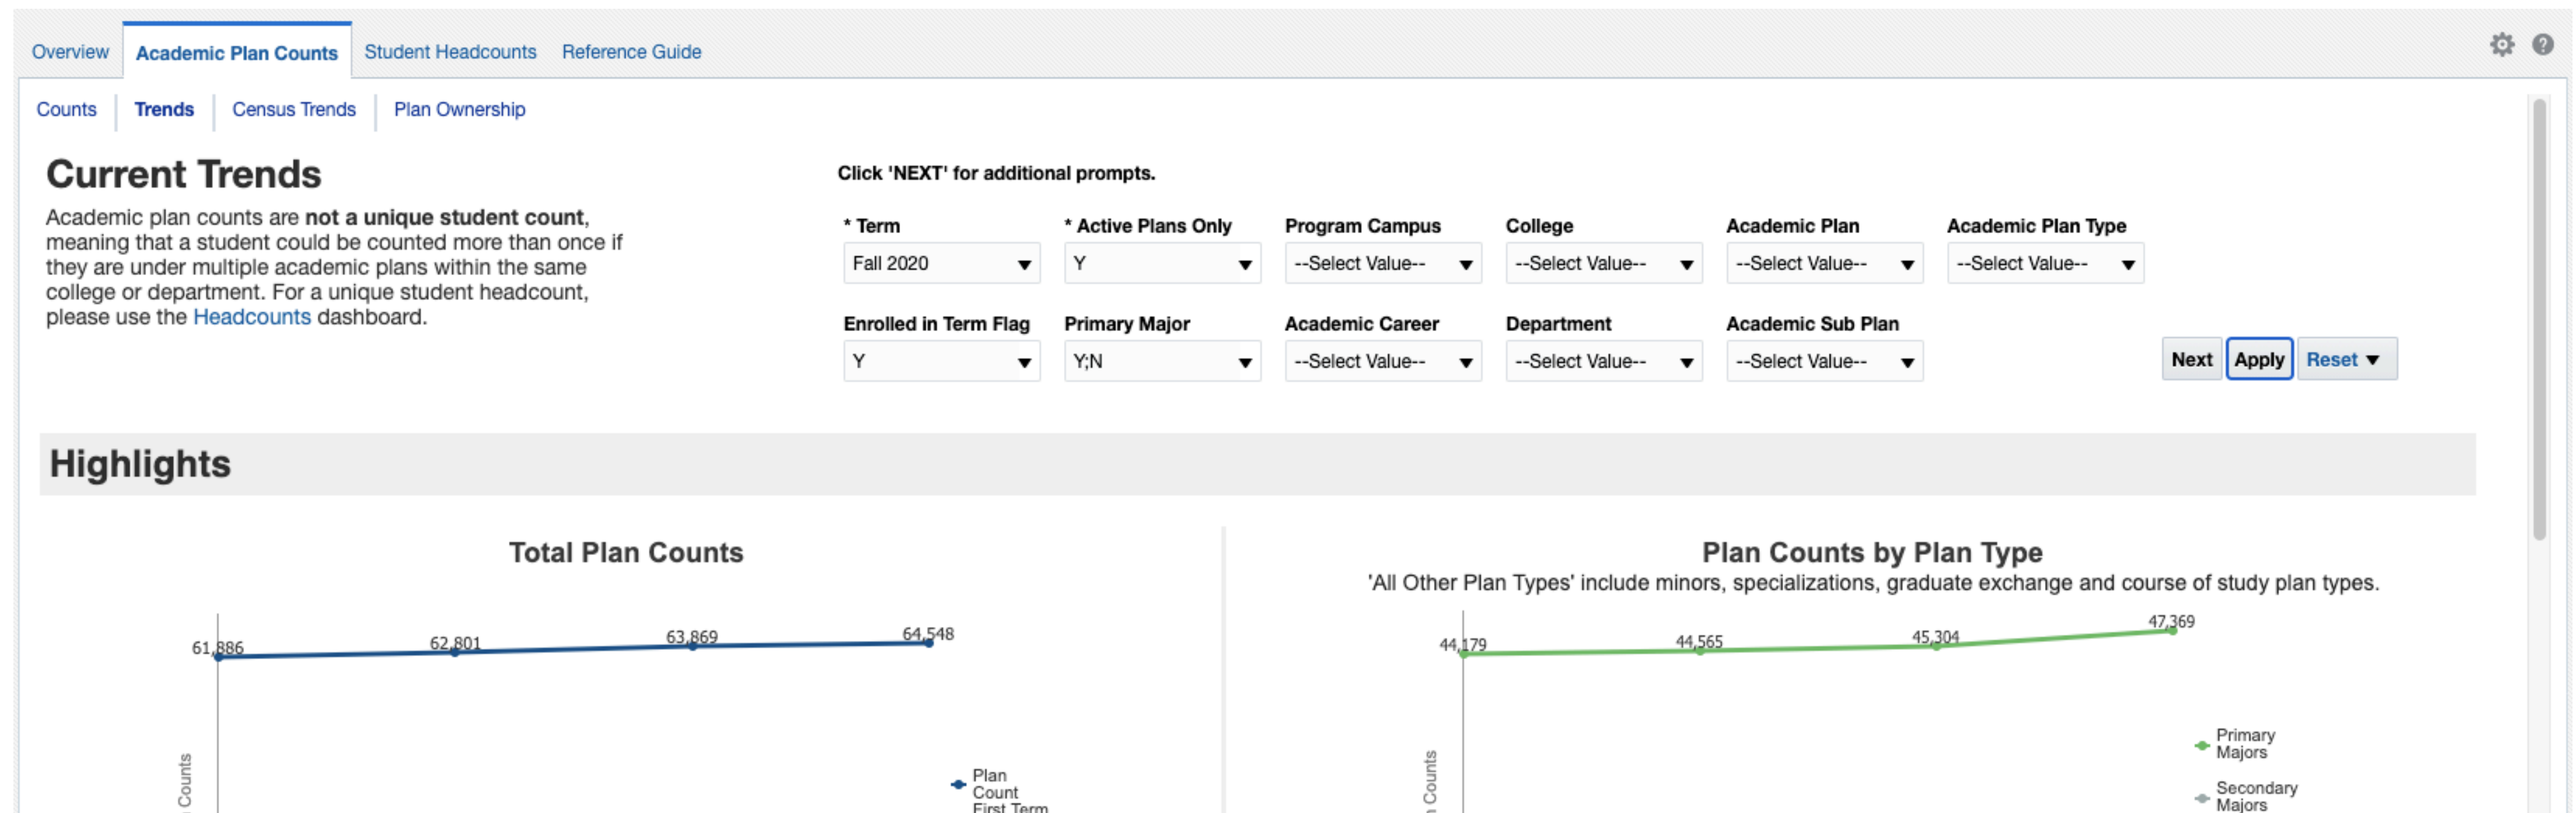 Overview Academic Plan Counts Student Headcounts Reference Guide
Counts Trends Census Trends Plan Ownership
Current Trends
Academic plan counts are not a unique student count,
meaning that a student could be counted more than once if
they are under multiple academic plans within the same
college or department. For a unique student headcount,
please use the Headcounts dashboard.
Click 'NEXT' for additional prompts.
* Term * Active Plans Only Program Campus College Academic Plan Academic Plan Type
Fall 2020 Y --Select Value-- --Select Value-- --Select Value-- --Select Value--
Enrolled in Term Flag Primary Major Academic Career Department Academic Sub Plan
Y Y;N --Select Value-- --Select Value-- --Select Value--
Next Apply Reset
Highlights
Total Plan Counts
61,886 62,801 63,869 64,548
Counts
Plan
Count
First Term
Plan Counts by Plan Type
'All Other Plan Types' include minors, specializations, graduate exchange and course of study plan types.
44,179 44,565 45,304 47,369
Counts
Primary
Majors
Secondary
Majors